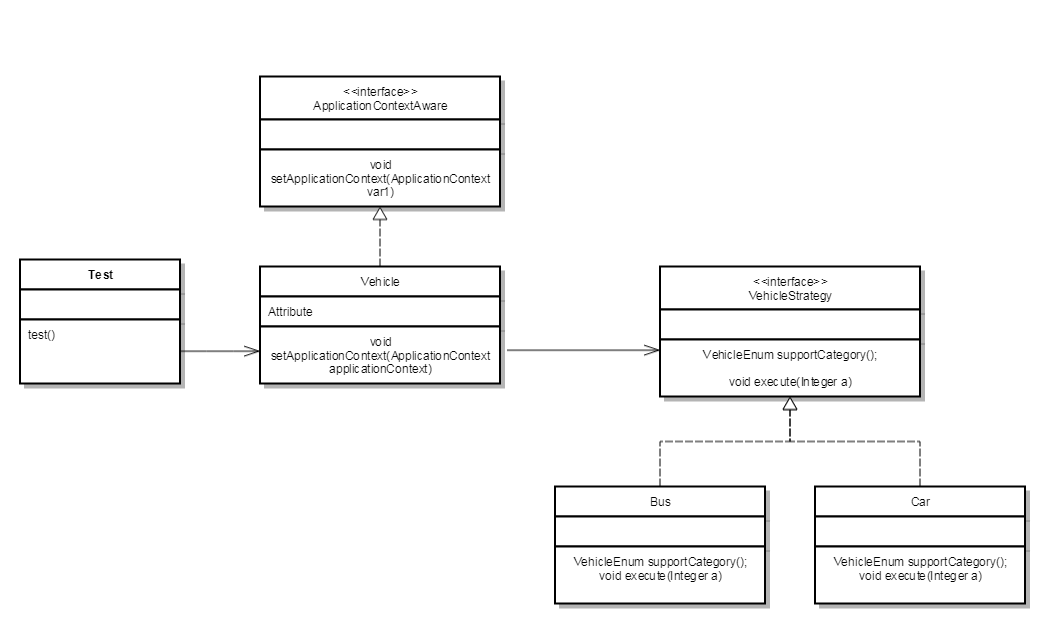 <<interface>>
ApplicationContextAware
void
setApplicationContext(ApplicationContext
var1)
Test
test()
Vehicle
Attribute
void
setApplicationContext(ApplicationContext
applicationContext)
<<interface>>
VehicleStrategy
VehicleEnum supportCategory();
void execute(Integer a)
Bus
VehicleEnum supportCategory();
void execute(Integer a)
Car
VehicleEnum supportCategory();
void execute(Integer a)